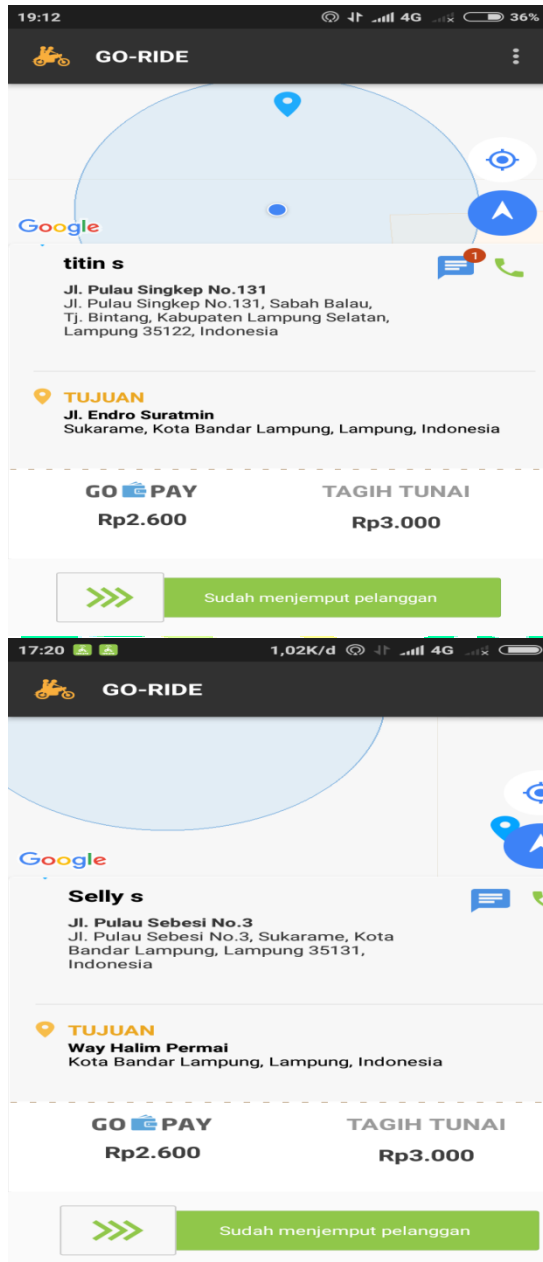 19:12 4G 36%
GO-RIDE
Google
titin s
1
Jl. Pulau Singkep No.131
Jl. Pulau Singkep No.131, Sabah Balau,
Tj. Bintang, Kabupaten Lampung Selatan,
Lampung 35122, Indonesia
TUJUAN
Jl. Endro Suratmin
Sukarame, Kota Bandar Lampung, Lampung, Indonesia
GO PAY TAGIH TUNAI
Rp2.600 Rp3.000
Sudah menjemput pelanggan
17:20 1,02K/d 4G
GO-RIDE
Google
Selly s
Jl. Pulau Sebesi No.3
Jl. Pulau Sebesi No.3, Sukarame, Kota
Bandar Lampung, Lampung 35131,
Indonesia
TUJUAN
Way Halim Permai
Kota Bandar Lampung, Lampung, Indonesia
GO PAY TAGIH TUNAI
Rp2.600 Rp3.000
Sudah menjemput pelanggan